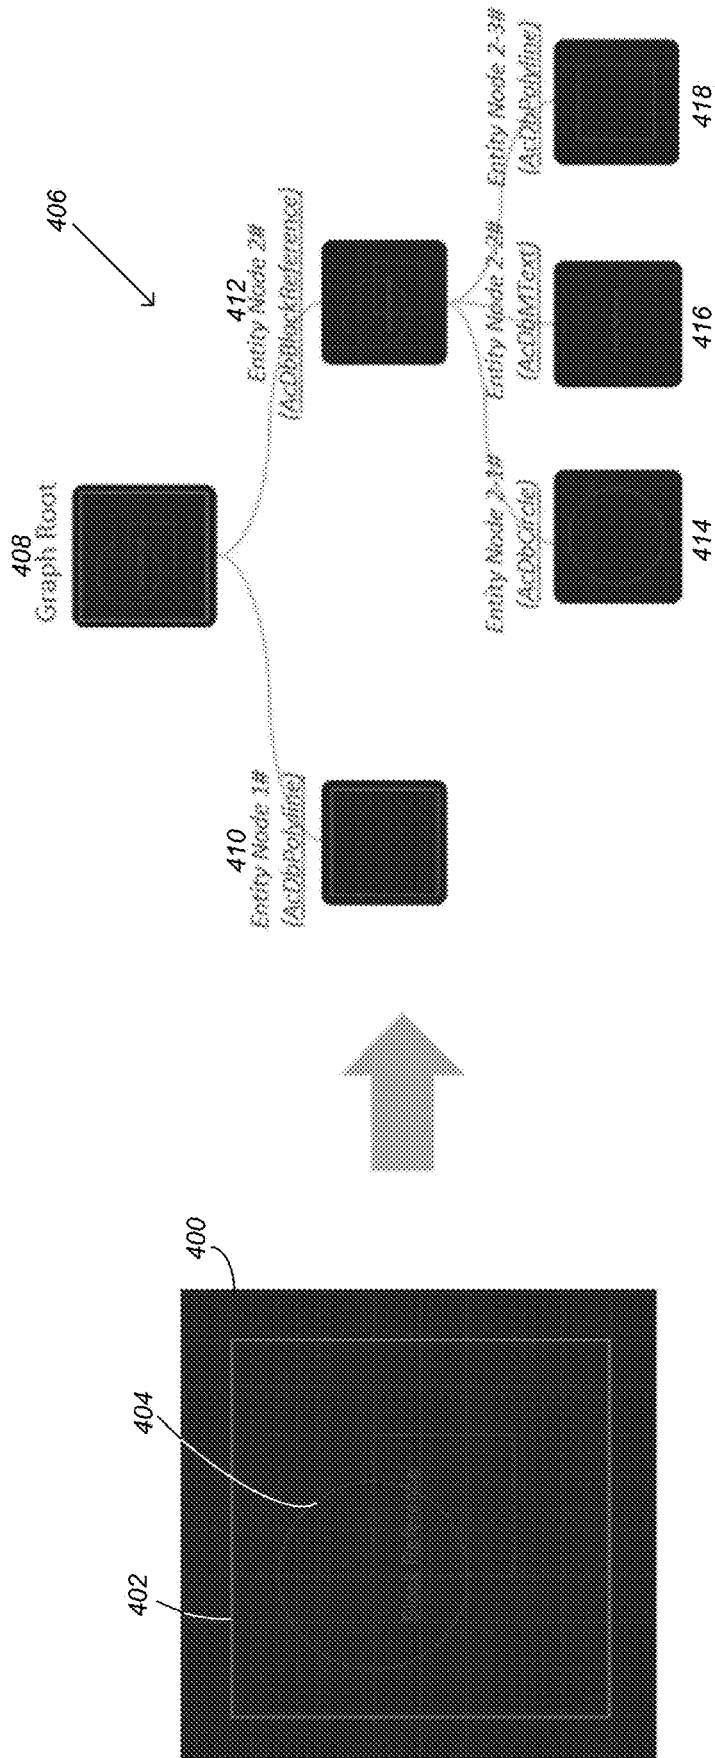 406
408
Graph Root
410
Entity Node 1#
(AcDbPolyline)
412
Entity Node 2#
(AcDbBlockReference)
Entity Node 2-1#
(AcDbCircle)
Entity Node 2-2#
(AcDbMText)
Entity Node 2-3#
(AcDbPolyline)
414
416
418
400
402
404